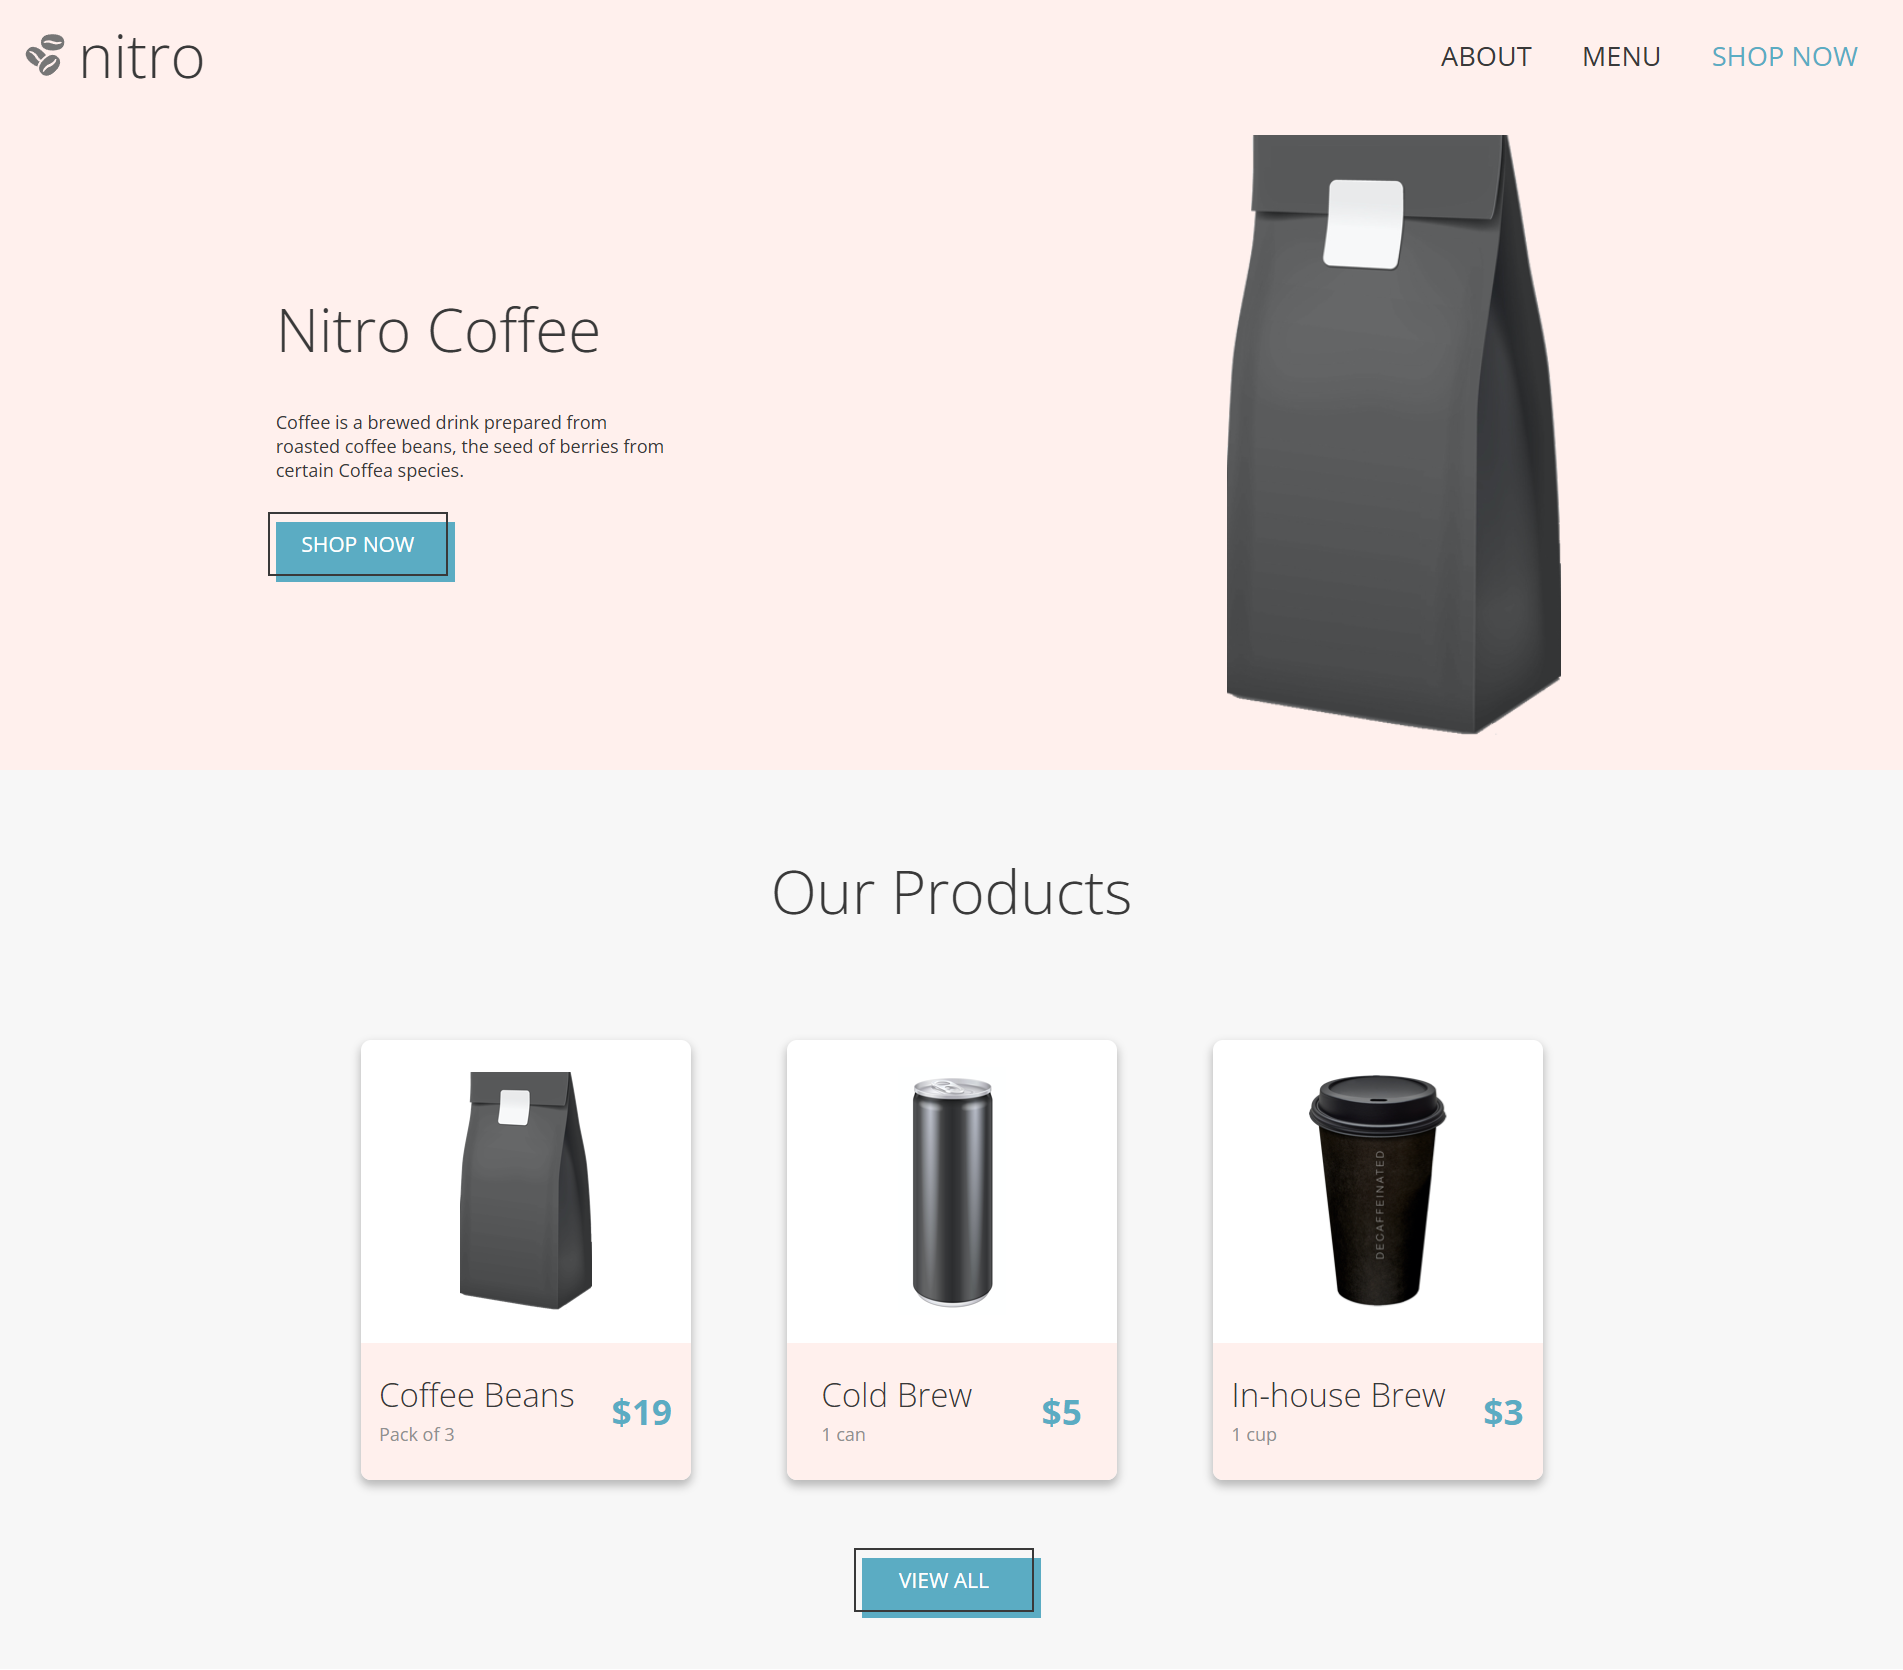 nitro
ABOUT
MENU
SHOP NOW
Nitro Coffee
Coffee is a brewed drink prepared from
roasted coffee beans, the seed of berries from
certain Coffea species.
SHOP NOW
Our Products
DECAFFEINATED
Coffee Beans
Pack of 3
$19
Cold Brew
1 can
$5
In-house Brew
1 cup
$3
VIEW ALL